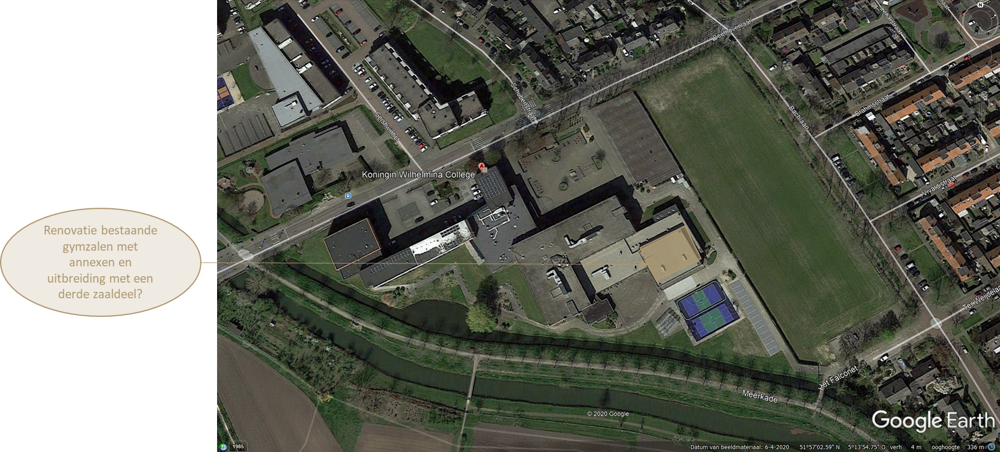 Renovatie bestaande
gymzalen met
annexen en
uitbreiding met een
derde zaaldeel?
N
Beethovenlaan
Schubertstraat
Gershwinhof
Brahmsstraat
Bachlaan
A
Koningin Wilhelmina College
Vivaldistraat
Ter Weijdelaan
Het Falconet
Meerkade
© 2020 Google
Google Earth
1985
Datum van beeldmateriaal: 6-4-2020 51°57'02.59" N 5°13'54.75" O verh 4 m ooghoogte 336 m